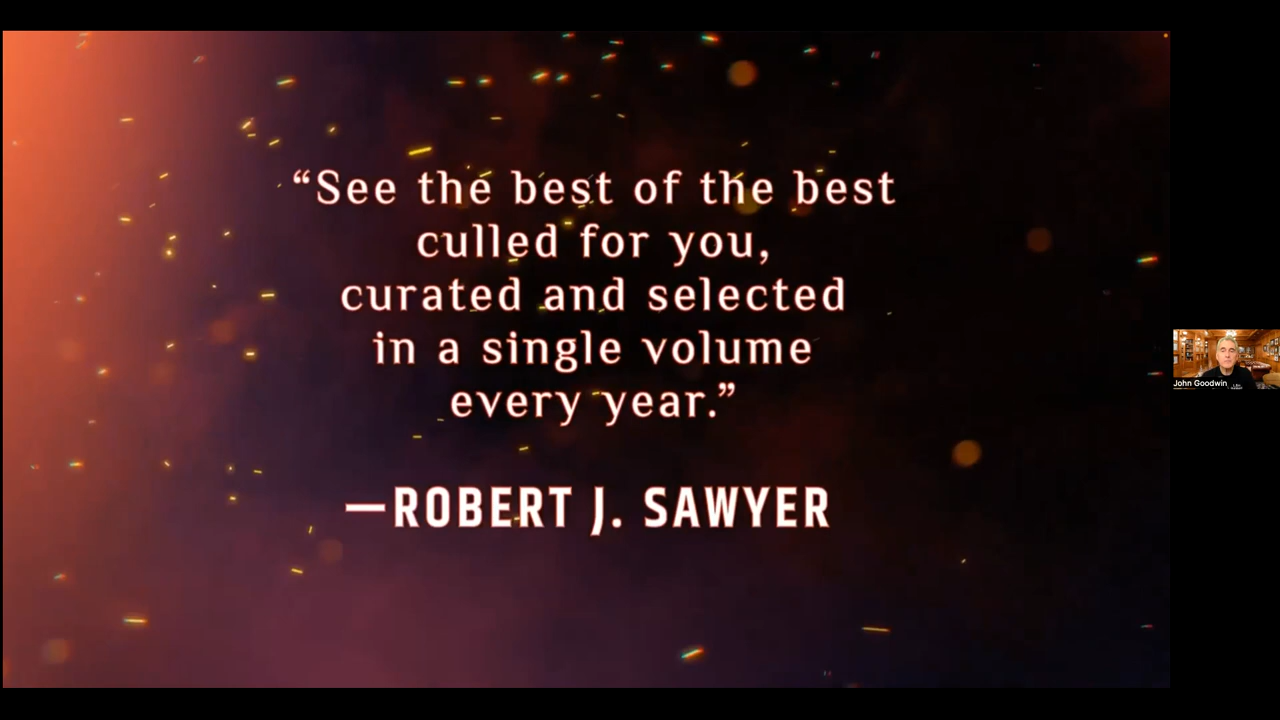 “See the best of the best
culled for you,
curated and selected
in a single volume
every year.”
—ROBERT J. SAWYER
John Goodwin